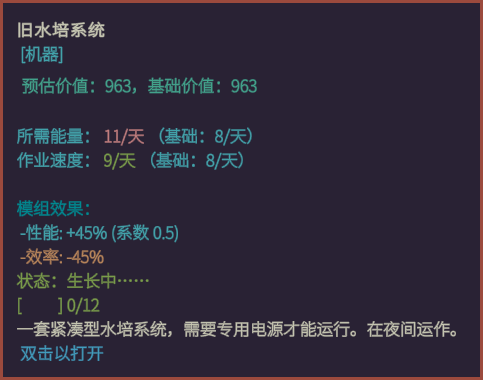 旧水培系统
[机器]
预估价值：963，基础价值：963
所需能量： 11/天 （基础：8/天）
作业速度： 9/天 （基础：8/天）
模组效果：
-性能: +45% (系数 0.5)
-效率: -45%
状态：生长中……
[      ] 0/12
一套紧凑型水培系统，需要专用电源才能运行。在夜间运作。
双击以打开